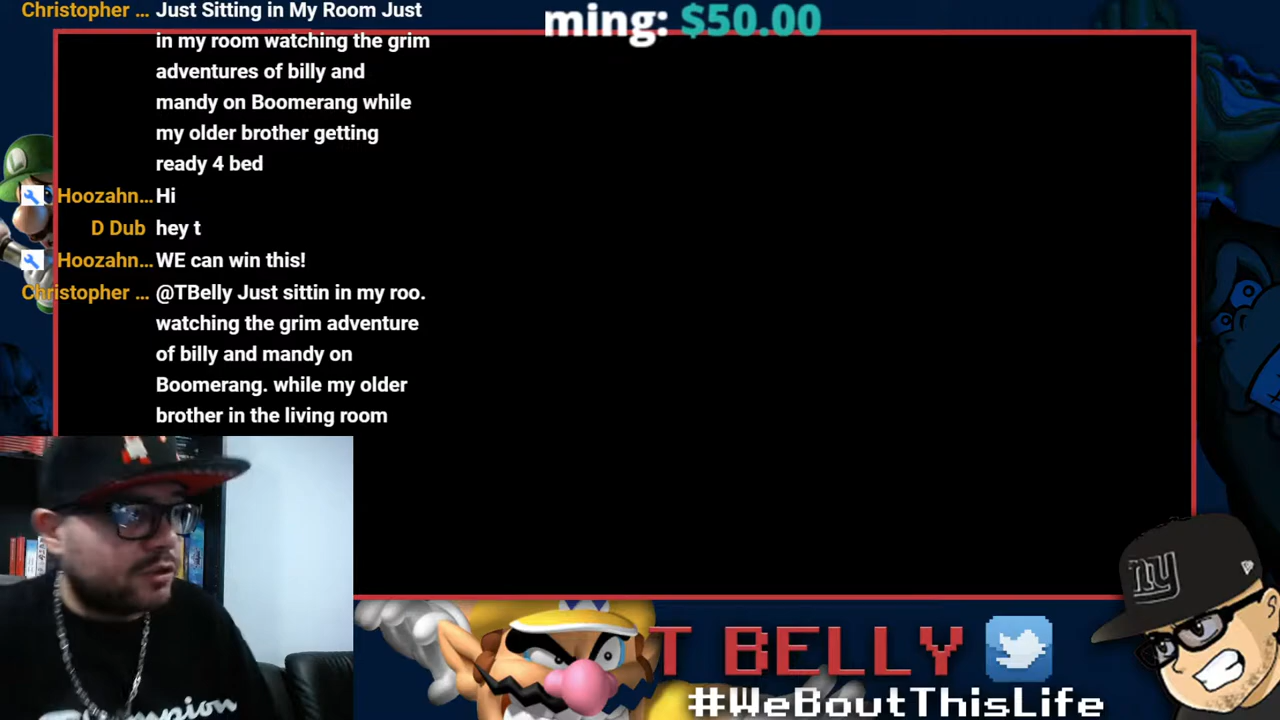 ming: $50.00
Christopher ... Just Sitting in My Room Just
in my room watching the grim
adventures of billy and
mandy on Boomerang while
my older brother getting
ready 4 bed
Hoozahn... Hi
D Dub hey t
Hoozahn... WE can win this!
Christopher ... @TBelly Just sittin in my roo.
watching the grim adventure
of billy and mandy on
Boomerang. while my older
brother in the living room
Champion
NY
T BELLY
#WeBoutThisLife